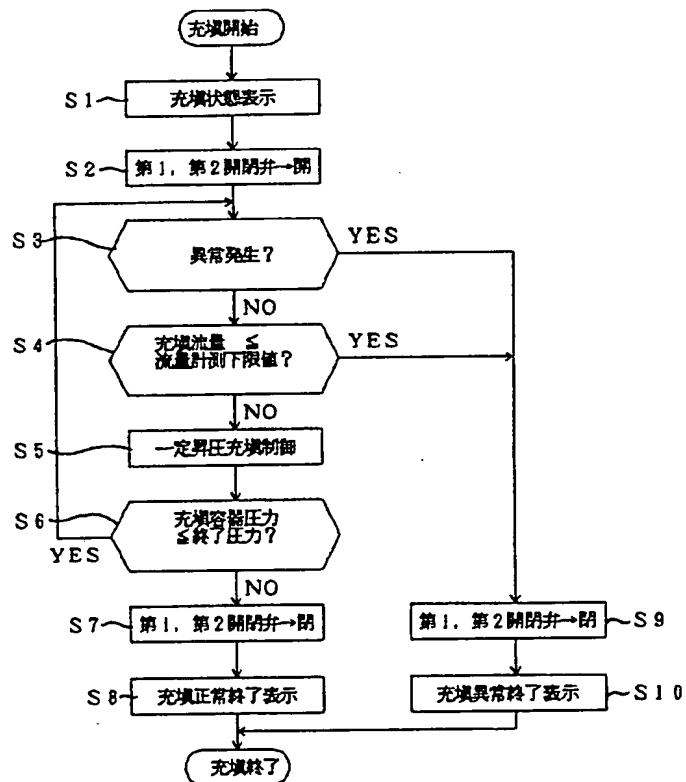 充填開始
S1
充填状態表示
S2
第1，第2開閉弁→開
S3
異常発生？
YES
NO
S4
充填流量 ≦
流量計測下限値？
YES
NO
S5
一定昇圧充填制御
S6
充填容器圧力
≦終了圧力？
YES
NO
S7
第1，第2開閉弁→閉
第1，第2開閉弁→閉
S9
S8
充填正常終了表示
充填異常終了表示
S10
充填終了